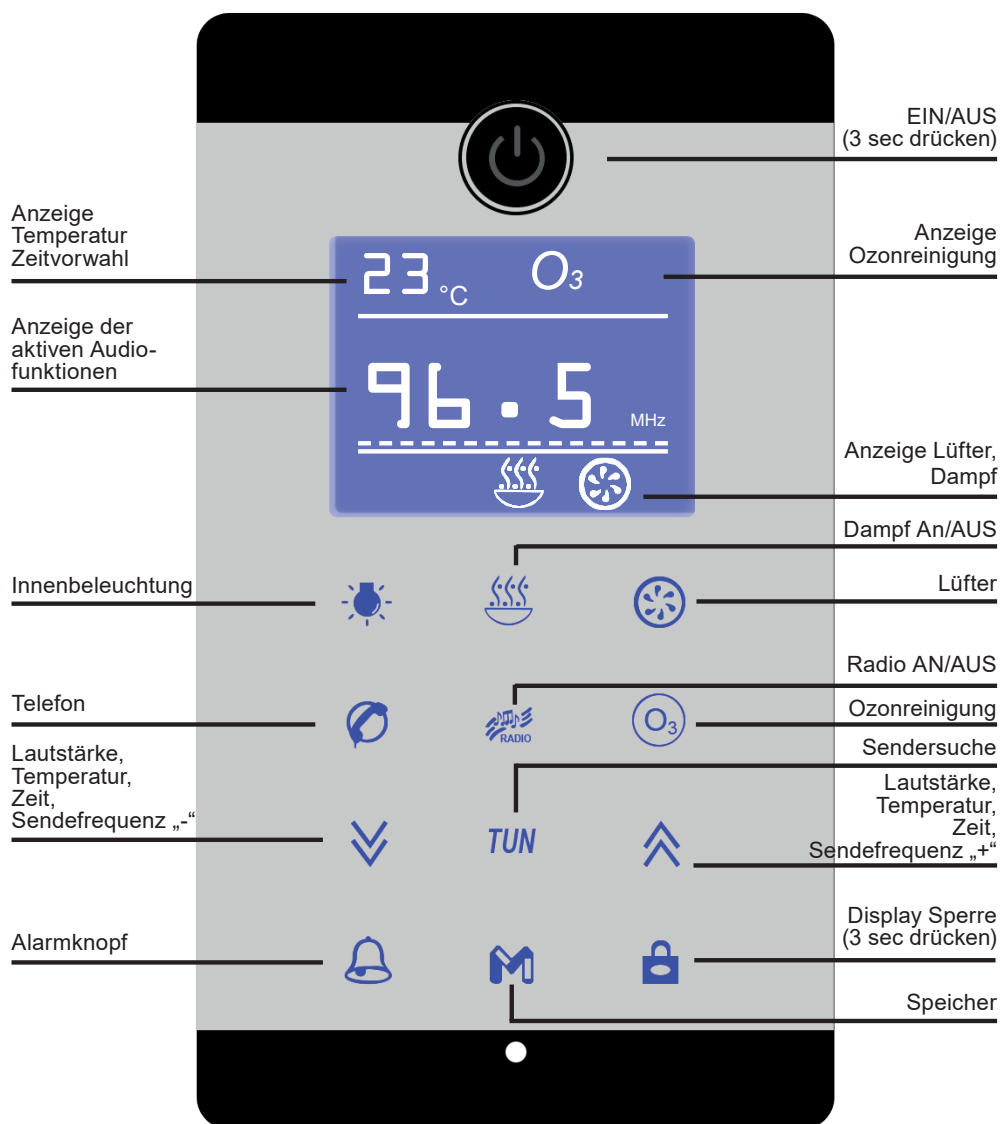 EIN/AUS
(3 sec drücken)
Anzeige
Temperatur
Zeitvorwahl
Anzeige
Ozonreinigung
23 °C O3
Anzeige der
aktiven Audio-
funktionen
96.5 MHz
Anzeige Lüfter,
Dampf
Dampf An/AUS
Innenbeleuchtung
Lüfter
Radio AN/AUS
Telefon
Ozonreinigung
RADIO
O3
Sendersuche
Lautstärke,
Temperatur,
Zeit,
Sendefrequenz „-“
TUN
Lautstärke,
Temperatur,
Zeit,
Sendefrequenz „+“
Alarmknopf
Display Sperre
(3 sec drücken)
M
Speicher